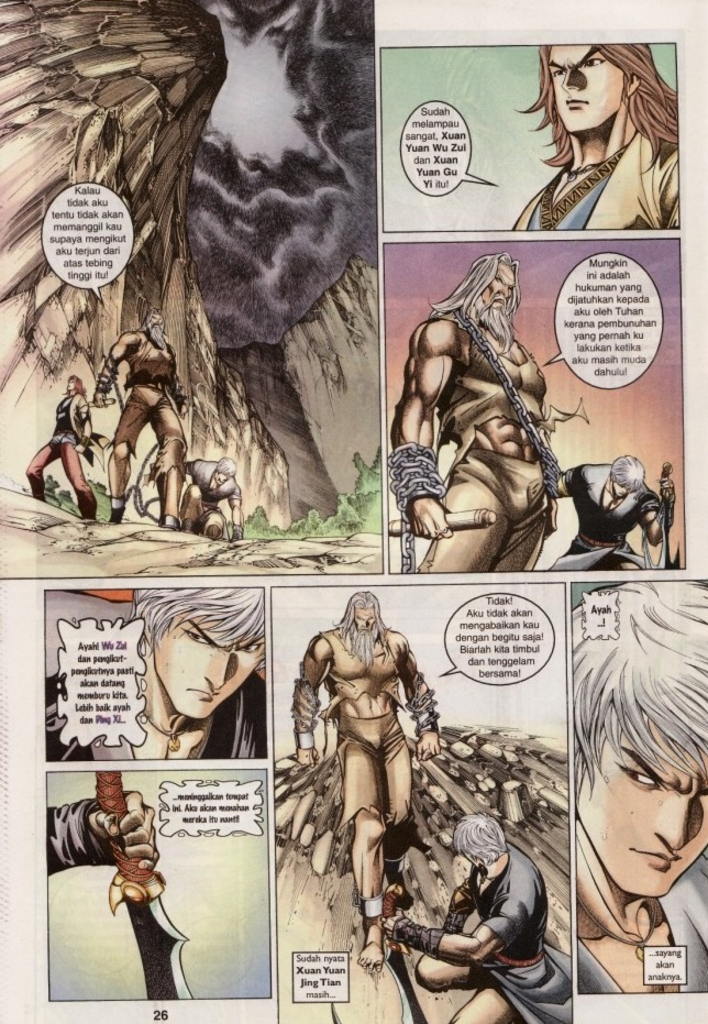 Kalau
tidak aku
tentu tidak akan
memanggil kau
supaya mengikut
aku terjun dari
atas tebing
tinggi itu!
Sudah
melampau
sangat, Xuan
Yuan Wu Zui
dan Xuan
Yuan Gu
Yi itu!
Mungkin
ini adalah
hukuman yang
dijatuhkan kepada
aku oleh Tuhan
kerana pembunuhan
yang pernah ku
lakukan ketika
aku masih muda
dahulu!
Ayah! Wu Zui
dan pengikut-
pengikutnya pasti
akan datang
memburu kita.
Lebih baik ayah
dan Ding Xi...
...meninggalkan tempat
ini. Aku akan menahan
mereka itu nanti!
Tidak!
Aku tidak akan
mengabaikan kau
dengan begitu saja!
Biarlah kita timbul
dan tenggelam
bersama!
Sudah nyata
Xuan Yuan
Jing Tian
masih...
Ayah
...!
...sayang
akan
anaknya.
26